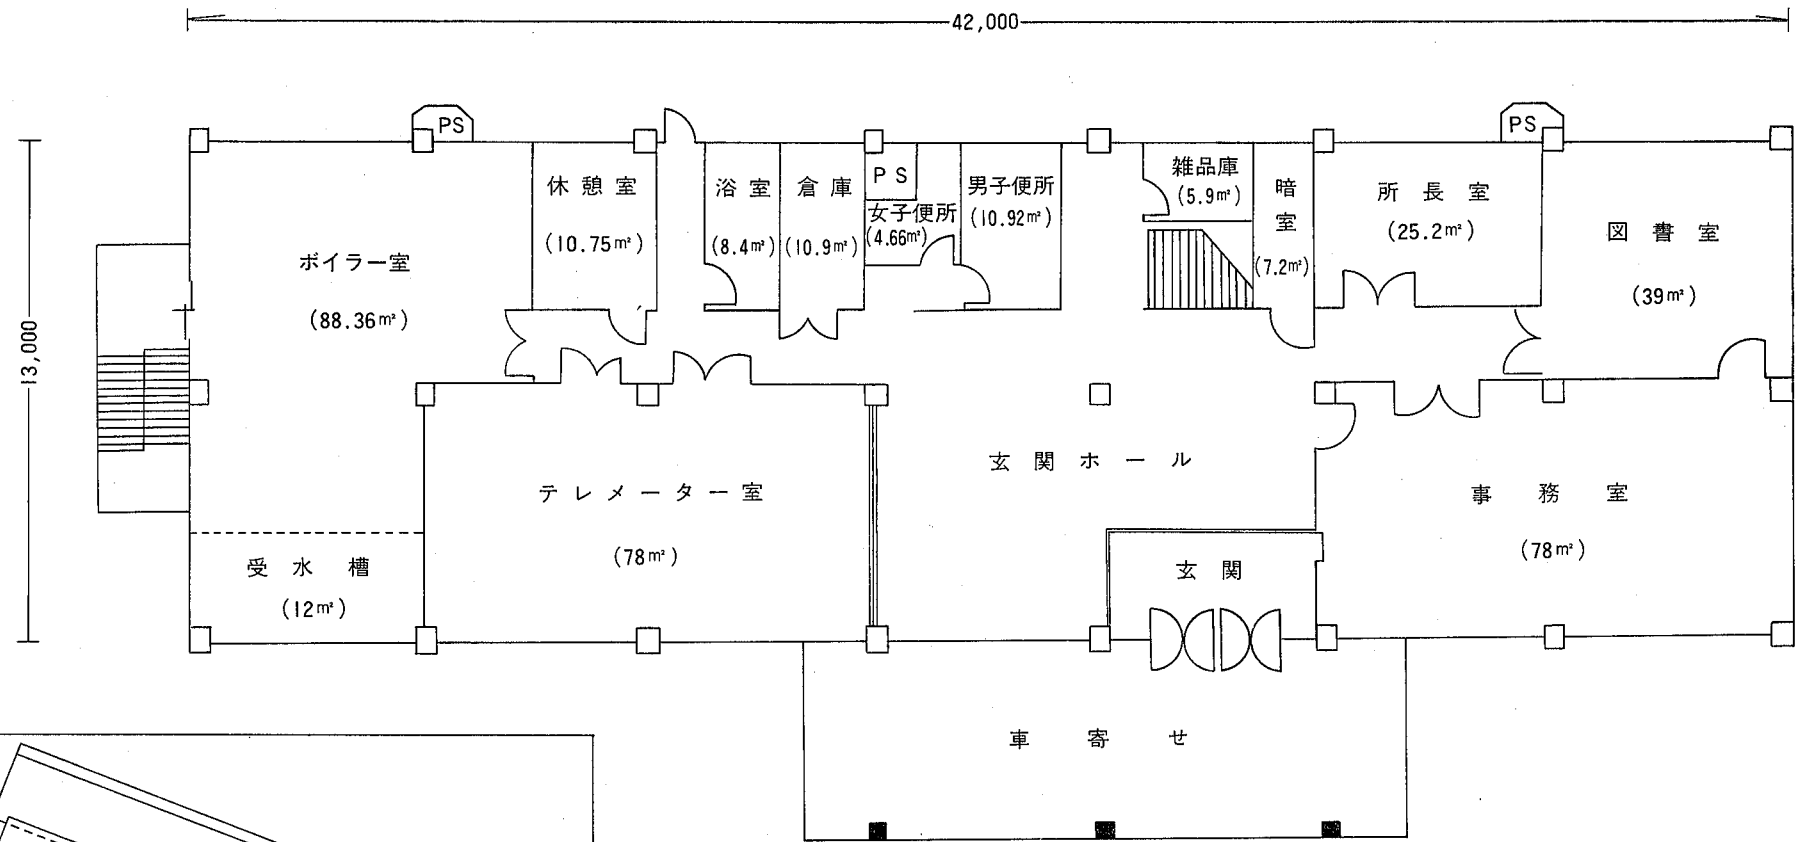 42,000
13,000
PS
PS
休憩室
(10.75㎡)
浴室
(8.4㎡)
倉庫
(10.9㎡)
PS
女子便所
(4.66㎡)
男子便所
(10.92㎡)
雑品庫
(5.9㎡)
暗室
(7.2㎡)
所長室
(25.2㎡)
図書室
(39㎡)
ボイラー室
(88.36㎡)
テレメーター室
(78㎡)
玄関ホール
事務室
(78㎡)
受水槽
(12㎡)
玄関
車寄せ